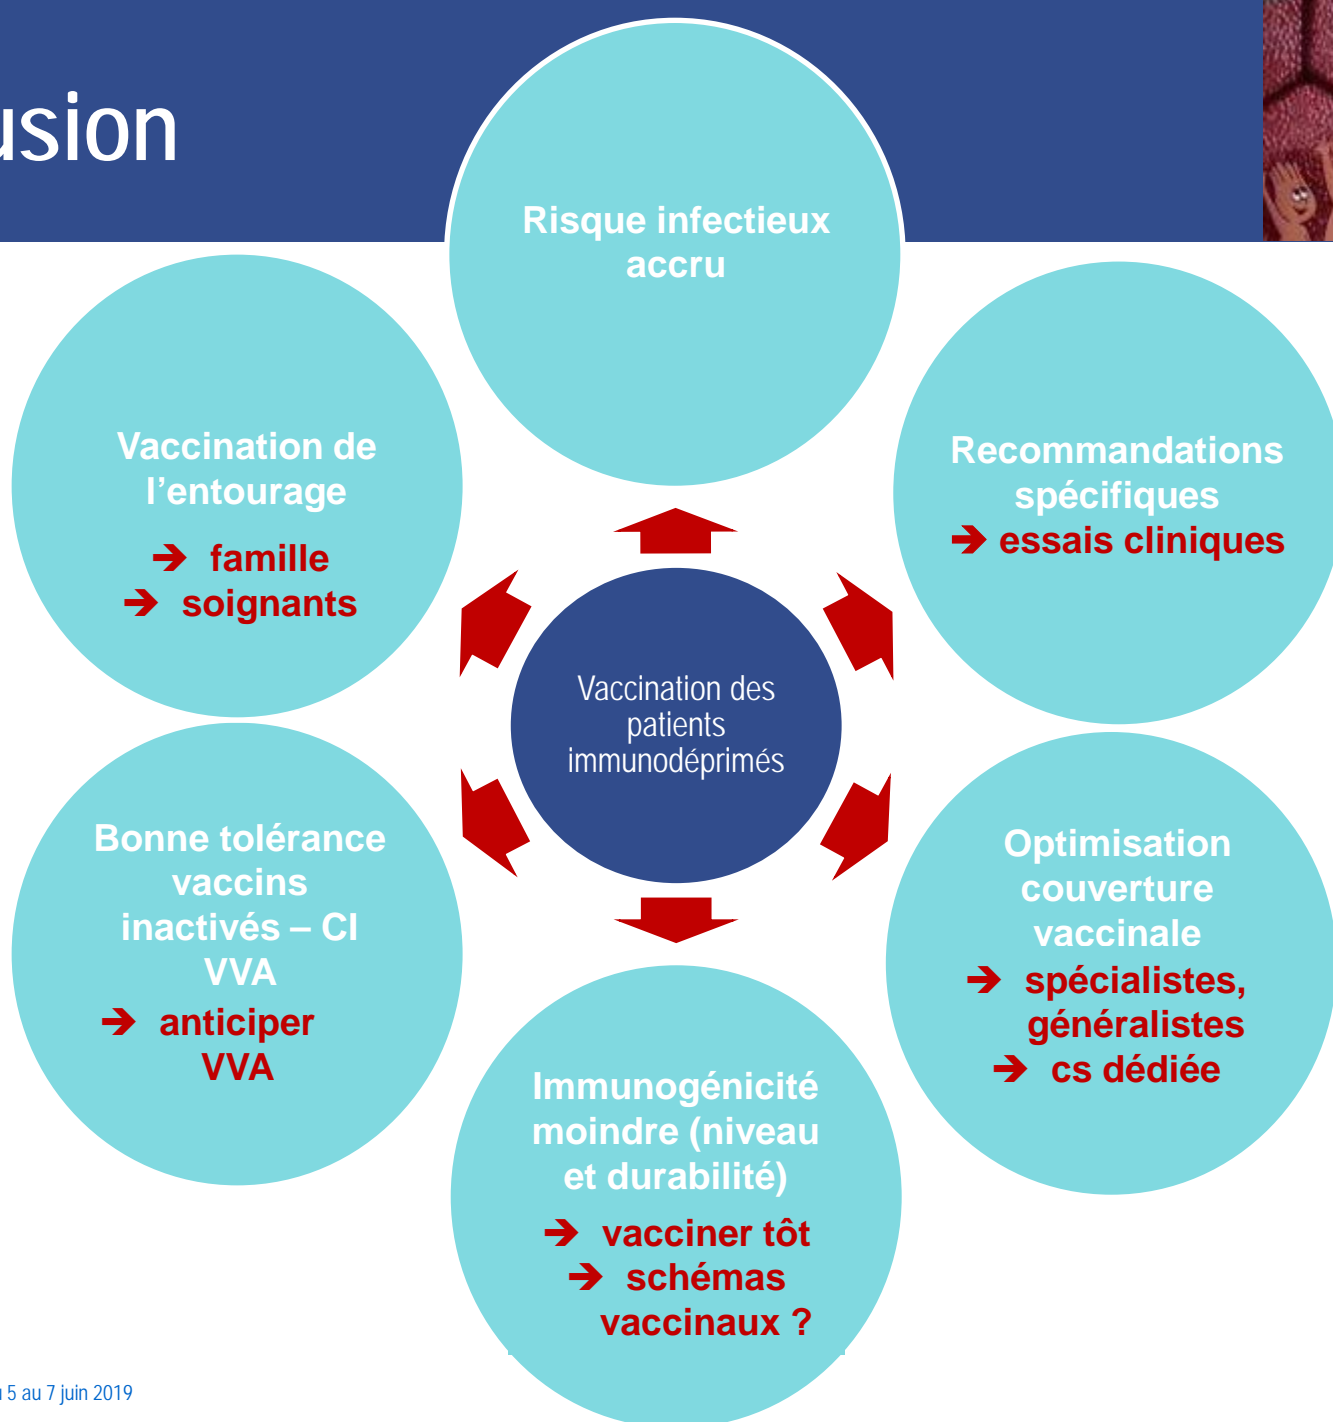 usion
Risque infectieux
accru
Vaccination de
l’entourage
➔ famille
➔ soignants
Recommandations
spécifiques
➔ essais cliniques
Vaccination des
patients
immunodéprimés
Bonne tolérance
vaccins
inactivés – CI
VVA
➔ anticiper
VVA
Optimisation
couverture
vaccinale
➔ spécialistes,
généralistes
➔ cs dédiée
Immunogénicité
moindre (niveau
et durabilité)
➔ vacciner tôt
➔ schémas
vaccinaux ?
5 au 7 juin 2019